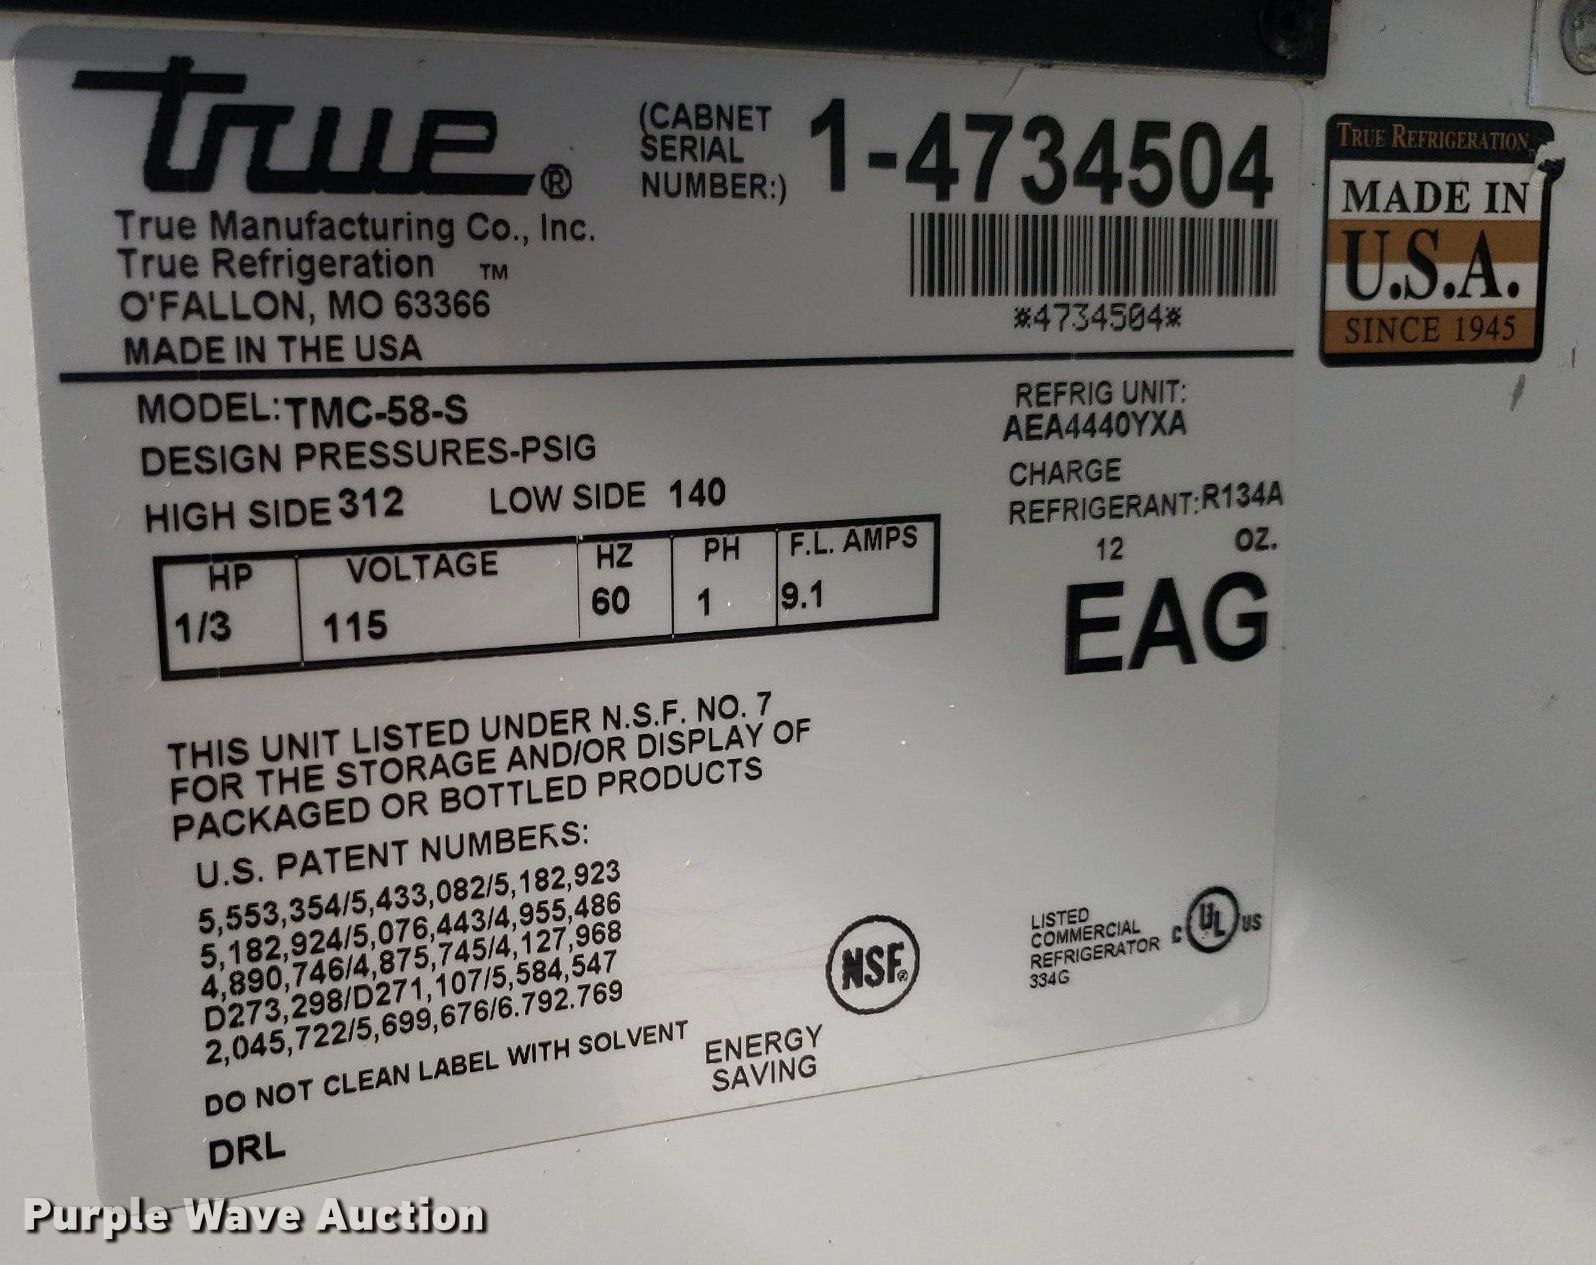 true®
True Manufacturing Co., Inc.
True Refrigeration ™
O'FALLON, MO 63366
MADE IN THE USA
(CABNET
SERIAL
NUMBER:)
1-4734504
*4734504*
TRUE REFRIGERATION
MADE IN
U.S.A.
SINCE 1945
MODEL: TMC-58-S
DESIGN PRESSURES-PSIG
HIGH SIDE 312 LOW SIDE 140
REFRIG UNIT:
AEA4440YXA
CHARGE
REFRIGERANT: R134A
12 OZ.
EAG
HP VOLTAGE HZ PH F.L. AMPS
1/3 115 60 1 9.1
THIS UNIT LISTED UNDER N.S.F. NO. 7
FOR THE STORAGE AND/OR DISPLAY OF
PACKAGED OR BOTTLED PRODUCTS
U.S. PATENT NUMBERS:
5,553,354/5,433,082/5,182,923
5,182,924/5,076,443/4,955,486
4,890,746/4,875,745/4,127,968
D273,298/D271,107/5,584,547
2,045,722/5,699,676/6.792.769
DO NOT CLEAN LABEL WITH SOLVENT
DRL
ENERGY
SAVING
NSF®
LISTED
COMMERCIAL
REFRIGERATOR
334G
C UL US
Purple Wave Auction